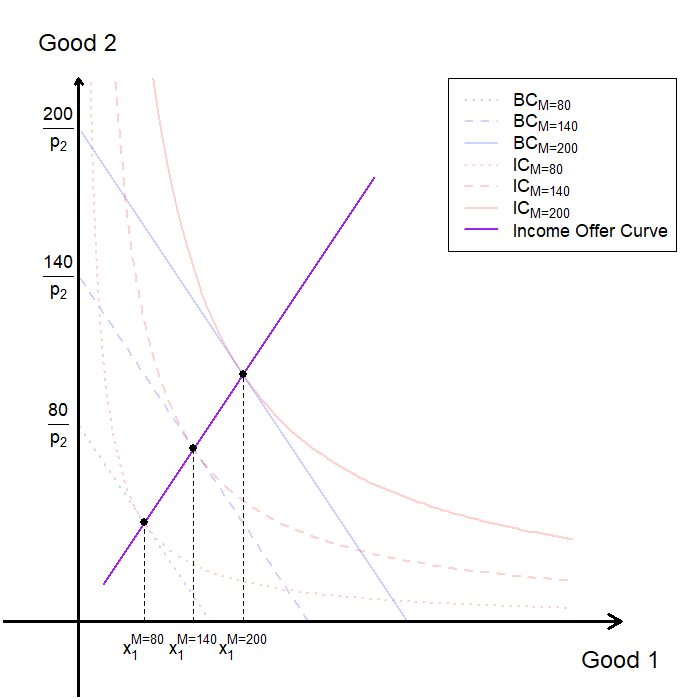 Good 2
200
p2
140
p2
80
p2
BCM=80
BCM=140
BCM=200
ICM=80
ICM=140
ICM=200
Income Offer Curve
x1M=80 x1M=140 x1M=200
Good 1